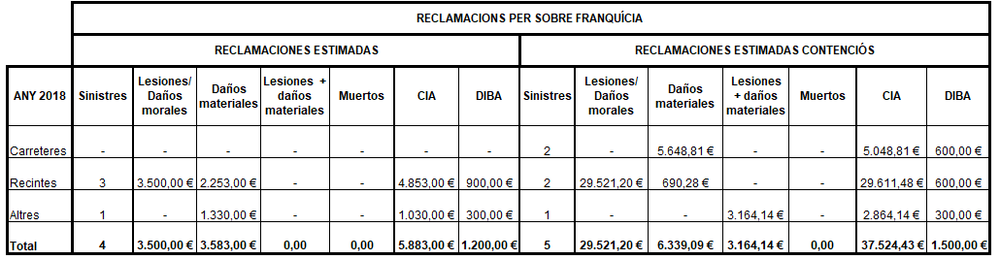 RECLAMACIONS PER SOBRE FRANQUÍCIA
RECLAMACIONES ESTIMADAS RECLAMACIONES ESTIMADAS CONTENCIÓS
ANY 2018 Sinistres Lesiones/ Daños morales Daños materiales Lesiones + daños materiales Muertos CIA DIBA Sinistres Lesiones/ Daños morales Daños materiales Lesiones + daños materiales Muertos CIA DIBA
Carreteres - - - - - - - 2 - 5.648,81 € - - 5.048,81 € 600,00 €
Recintes 3 3.500,00 € 2.253,00 € - - 4.853,00 € 900,00 € 2 29.521,20 € 690,28 € - - 29.611,48 € 600,00 €
Altres 1 - 1.330,00 € - - 1.030,00 € 300,00 € 1 - - 3.164,14 € - 2.864,14 € 300,00 €
Total 4 3.500,00 € 3.583,00 € 0,00 0,00 5.883,00 € 1.200,00 € 5 29.521,20 € 6.339,09 € 3.164,14 € 0,00 37.524,43 € 1.500,00 €